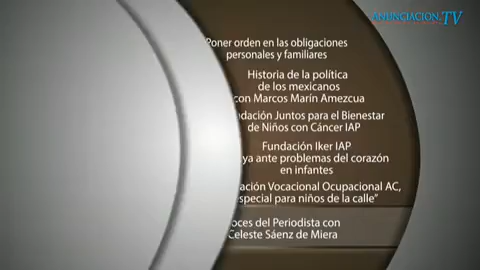 ANUNCIACION.TV
Poner orden en las obligaciones
personales y familiares
Historia de la política
de los mexicanos
con Marcos Marín Amezcua
Juntos para el Bienestar
de Niños con Cáncer IAP
Fundación Iker IAP
ante problemas del corazón
en infantes
Vocacional Ocupacional AC,
para niños de la calle”
del Periodista con
Celeste Sáenz de Miera